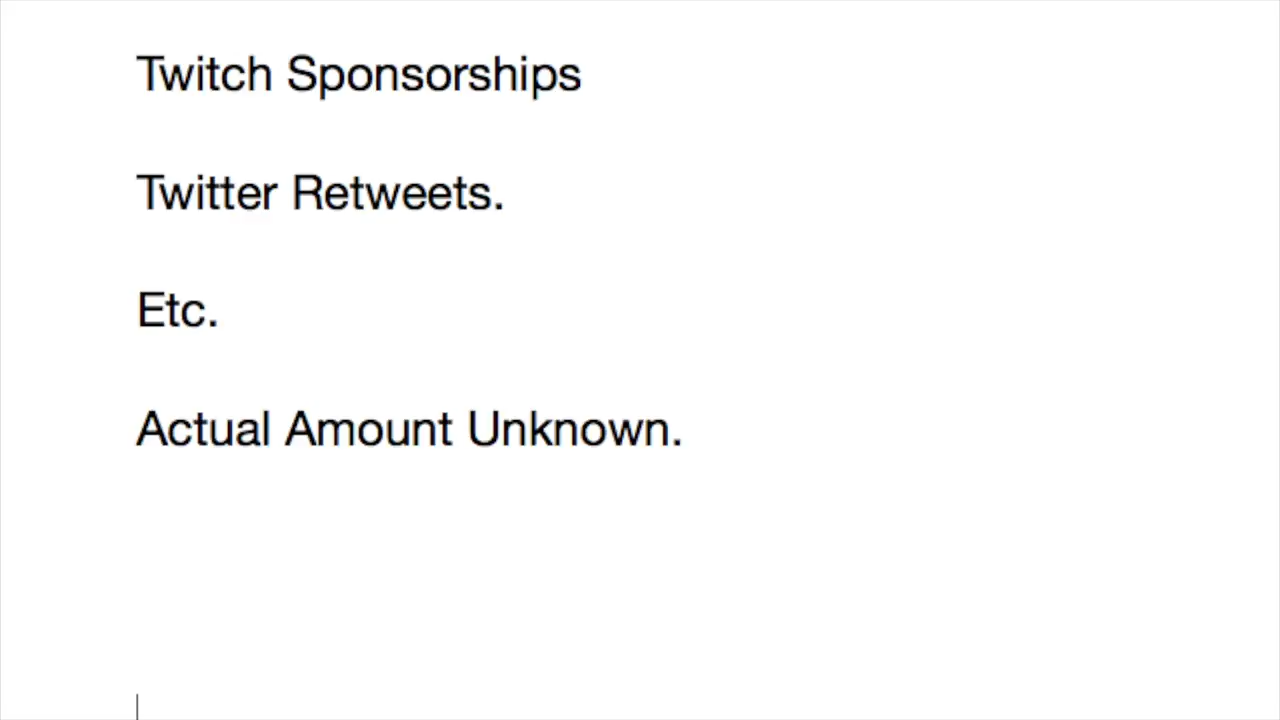 Twitch Sponsorships
Twitter Retweets.
Etc.
Actual Amount Unknown.